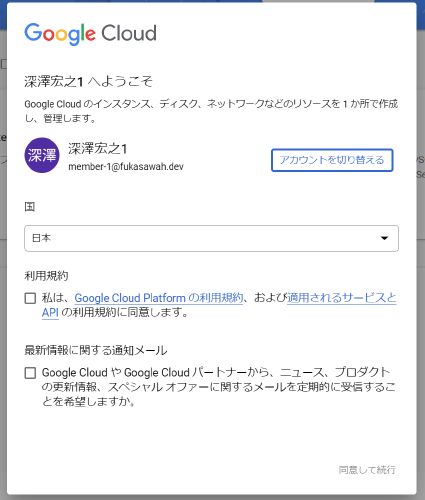 Google Cloud
深澤宏之1 へようこそ
Google Cloud のインスタンス、ディスク、ネットワークなどのリソースを 1 か所で作成
し、管理します。
深澤
深澤宏之1
member-1@fukasawah.dev
アカウントを切り替える
国
日本
利用規約
私は、Google Cloud Platform の利用規約、および適用されるサービスと
API の利用規約に同意します。
最新情報に関する通知メール
Google Cloud や Google Cloud パートナーから、ニュース、プロダクト
の更新情報、スペシャル オファーに関するメールを定期的に受信するこ
とを希望しますか。
同意して続行